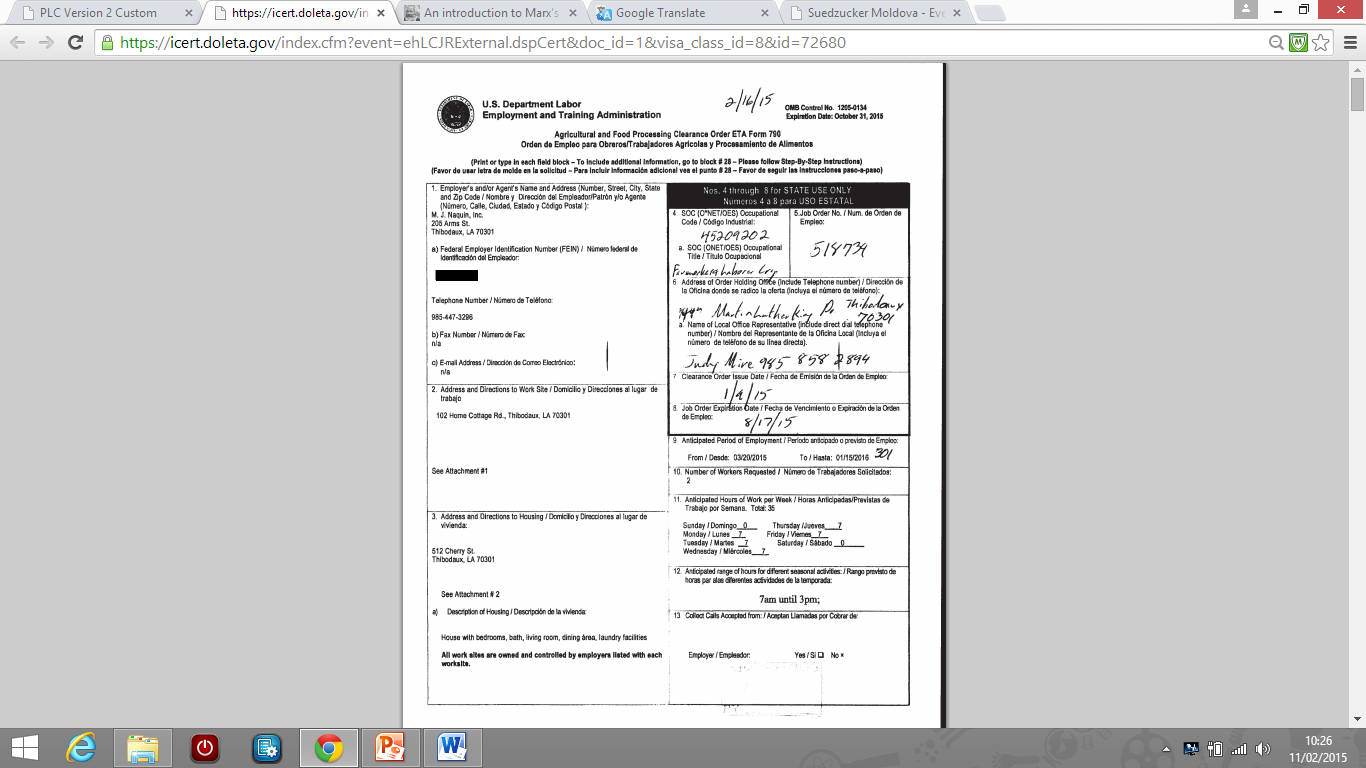 PLC Version 2 Custom
https://icert.doleta.gov/in
An introduction to Marx's
Google Translate
Suedzucker Moldova - Eve
https://icert.doleta.gov/index.cfm?event=ehLCJRExternal.dspCert&doc_id=1&visa_class_id=8&id=72680
U.S. Department Labor
Employment and Training Administration
2/16/15
OMB Control No. 1205-0134
Expiration Date: October 31, 2015
Agricultural and Food Processing Clearance Order ETA Form 790
Orden de Empleo para Obreros/Trabajadores Agrícolas y Procesamiento de Alimentos
(Print or type in each field block – To include additional information, go to block # 28 – Please follow Step-By-Step Instructions)
(Favor de usar letra de molde en la solicitud – Para incluir información adicional vea el punto # 28 – Favor de seguir las instrucciones paso-a-paso)
1. Employer's and/or Agent's Name and Address (Number, Street, City, State
and Zip Code / Nombre y Dirección del Empleador/Patrón y/o Agente
(Número, Calle, Ciudad, Estado y Código Postal ):
M. J. Naquin, Inc.
205 Arms St.
Thibodaux, LA 70301
a) Federal Employer Identification Number (FEIN) / Número federal de
Identificación del Empleador:
Telephone Number / Número de Teléfono:
985-447-3296
b) Fax Number / Número de Fax:
n/a
c) E-mail Address / Dirección de Correo Electrónico:
n/a
2. Address and Directions to Work Site / Domicilio y Direcciones al lugar de
trabajo
102 Home Cottage Rd., Thibodaux, LA 70301
See Attachment #1
3. Address and Directions to Housing / Domicilio y Direcciones al lugar de
vivienda:
512 Cherry St.
Thibodaux, LA 70301
See Attachment # 2
a) Description of Housing / Descripción de la vivienda:
House with bedrooms, bath, living room, dining área, laundry facilities
All work sites are owned and controlled by employers listed with each
worksite.
Nos. 4 through 8 for STATE USE ONLY
Números 4 a 8 para USO ESTATAL
4. SOC (O*NET/OES) Occupational
Code / Código Industrial:
45209202
a. SOC (ONET/OES) Occupational
Title / Título Ocupacional
5.Job Order No. / Num. de Orden de
Empleo:
518739
6. Address of Order Holding Office (include Telephone number) / Dirección de
la Oficina donde se radico la oferta (incluya el número de teléfono):
Martin Luther King Thibodaux
70301
a. Name of Local Office Representative (include direct dial telephone
number) / Nombre del Representante de la Oficina Local (Incluya el
número de teléfono de su línea directa).
Judy Mire 985 858 2894
7 Clearance Order Issue Date / Fecha de Emisión de la Orden de Empleo:
1/9/15
8. Job Order Expiration Date / Fecha de Vencimiento o Expiración de la Orden
de Empleo:
8/17/15
9 Anticipated Period of Employment / Período anticipado o previsto de Empleo:
From / Desde: 03/20/2015 To / Hasta: 01/15/2016 301
10. Number of Workers Requested / Número de Trabajadores Solicitados:
2
11. Anticipated Hours of Work per Week / Horas Anticipadas/Previstas de
Trabajo por Semana. Total: 35
Sunday / Domingo 0 Thursday /Jueves 7
Monday / Lunes 7 Friday / Viernes 7
Tuesday / Martes 7 Saturday / Sábado 0
Wednesday / Miércoles 7
12. Anticipated range of hours for different seasonal activities: / Rango previsto de
horas par alas diferentes actividades de la temporada:
7am until 3pm;
13 Collect Calls Accepted from: / Aceptan Llamadas por Cobrar de:
Employer / Empleador: Yes / Sí ❑ No ×
10:26
11/02/2015